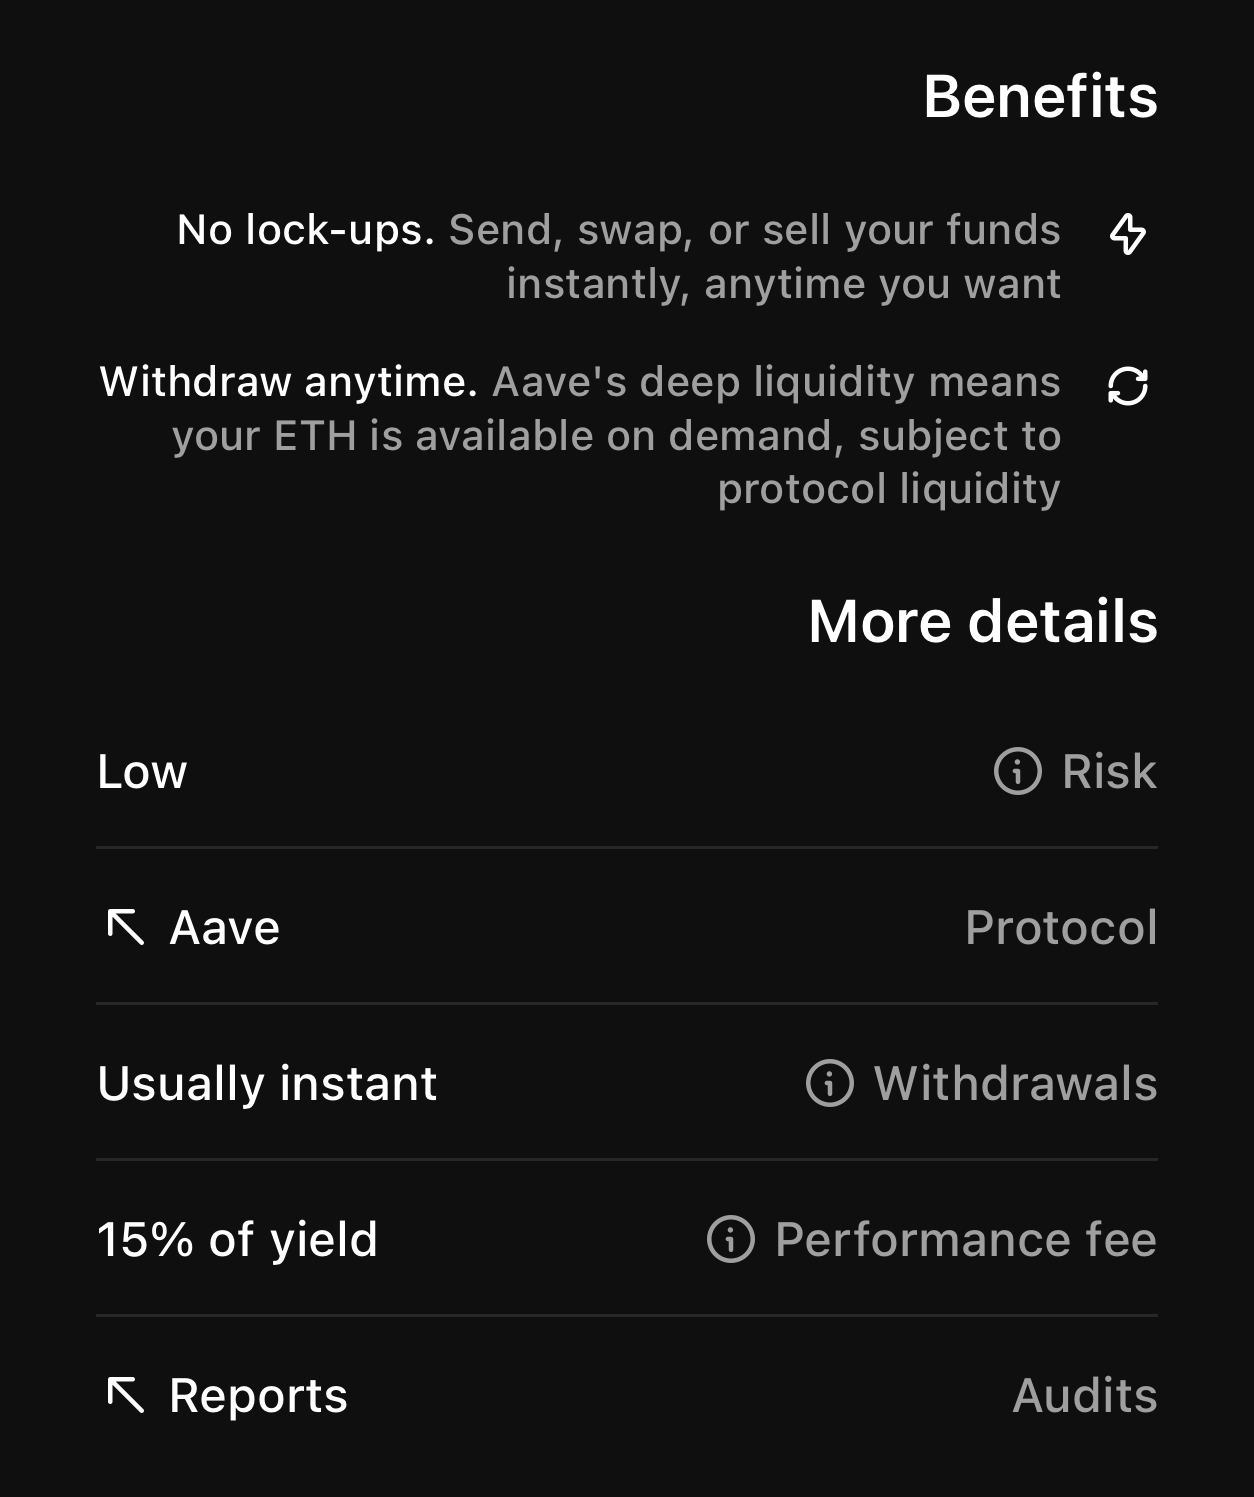 Benefits
No lock-ups. Send, swap, or sell your funds
instantly, anytime you want
Withdraw anytime. Aave's deep liquidity means
your ETH is available on demand, subject to
protocol liquidity
More details
Risk
Low
Protocol
Aave
Withdrawals
Usually instant
Performance fee
15% of yield
Audits
Reports